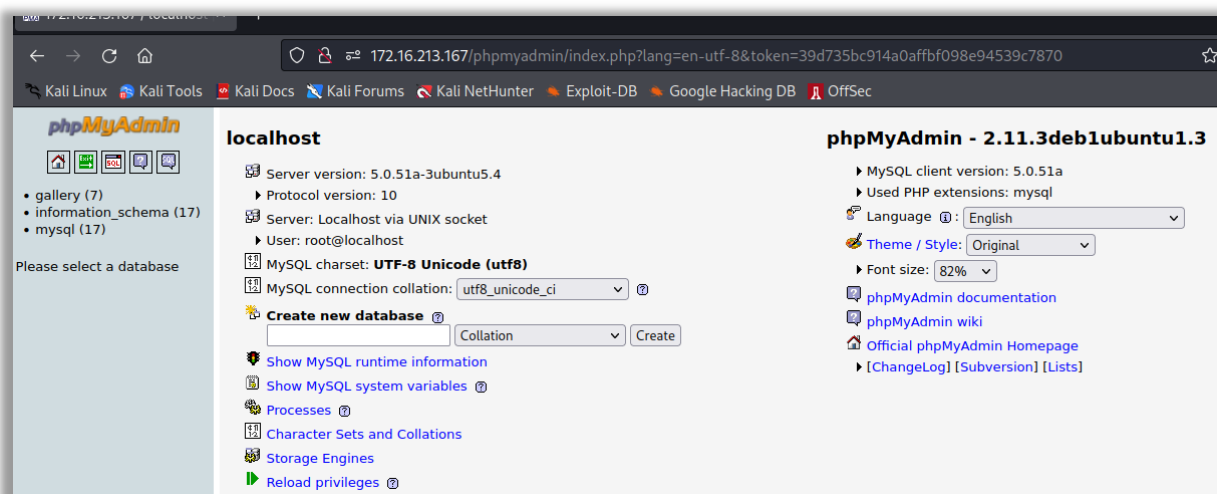 172.16.213.167 / localhost
172.16.213.167/phpmyadmin/index.php?lang=en-utf-8&token=39d735bc914a0affbf098e94539c7870
Kali Linux Kali Tools Kali Docs Kali Forums Kali NetHunter Exploit-DB Google Hacking DB OffSec
phpMyAdmin
SQL
gallery (7)
information_schema (17)
mysql (17)
Please select a database
localhost
Server version: 5.0.51a-3ubuntu5.4
Protocol version: 10
Server: Localhost via UNIX socket
User: root@localhost
MySQL charset: UTF-8 Unicode (utf8)
MySQL connection collation: utf8_unicode_ci
Create new database
Collation Create
Show MySQL runtime information
Show MySQL system variables
Processes
Character Sets and Collations
Storage Engines
Reload privileges
phpMyAdmin - 2.11.3deb1ubuntu1.3
MySQL client version: 5.0.51a
Used PHP extensions: mysql
Language : English
Theme / Style: Original
Font size: 82%
phpMyAdmin documentation
phpMyAdmin wiki
Official phpMyAdmin Homepage
[ChangeLog] [Subversion] [Lists]